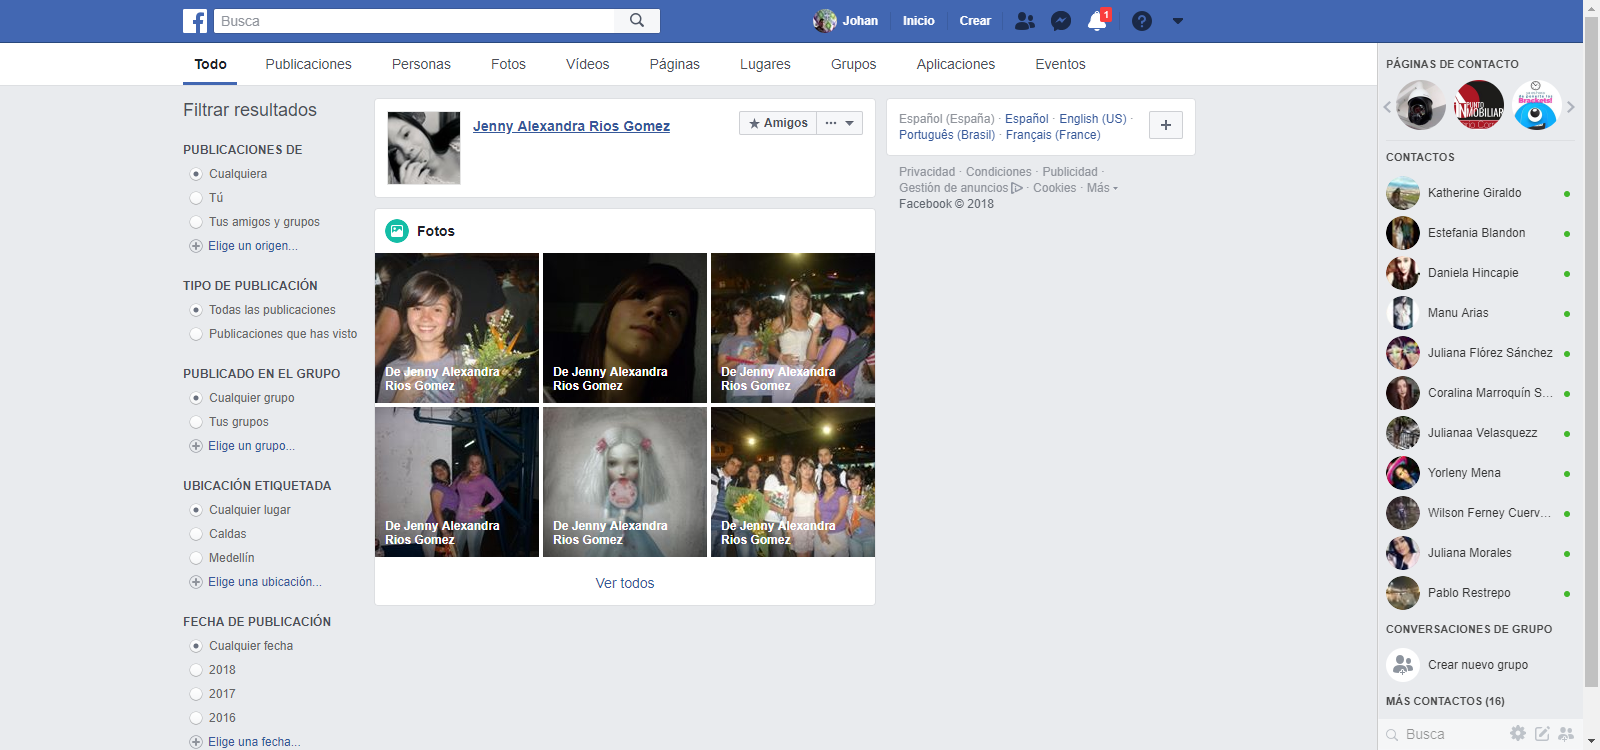 Busca
Johan
Inicio
Crear
1
Todo
Publicaciones
Personas
Fotos
Vídeos
Páginas
Lugares
Grupos
Aplicaciones
Eventos
Filtrar resultados
PUBLICACIONES DE
Cualquiera
Tú
Tus amigos y grupos
Elige un origen...
TIPO DE PUBLICACIÓN
Todas las publicaciones
Publicaciones que has visto
PUBLICADO EN EL GRUPO
Cualquier grupo
Tus grupos
Elige un grupo...
UBICACIÓN ETIQUETADA
Cualquier lugar
Caldas
Medellín
Elige una ubicación...
FECHA DE PUBLICACIÓN
Cualquier fecha
2018
2017
2016
Elige una fecha...
Jenny Alexandra Rios Gomez
Amigos
Fotos
De Jenny Alexandra
Rios Gomez
De Jenny Alexandra
Rios Gomez
De Jenny Alexandra
Rios Gomez
De Jenny Alexandra
Rios Gomez
De Jenny Alexandra
Rios Gomez
De Jenny Alexandra
Rios Gomez
Ver todos
Español (España) · Español · English (US) ·
Português (Brasil) · Français (France)
Privacidad · Condiciones · Publicidad ·
Gestión de anuncios · Cookies · Más
Facebook © 2018
PÁGINAS DE CONTACTO
PUNTO
INMOBILIAR
Brackets!
CONTACTOS
Katherine Giraldo
Estefania Blandon
Daniela Hincapie
Manu Arias
Juliana Flórez Sánchez
Coralina Marroquín S...
Julianaa Velasquezz
Yorleny Mena
Wilson Ferney Cuerv...
Juliana Morales
Pablo Restrepo
CONVERSACIONES DE GRUPO
Crear nuevo grupo
MÁS CONTACTOS (16)
Busca